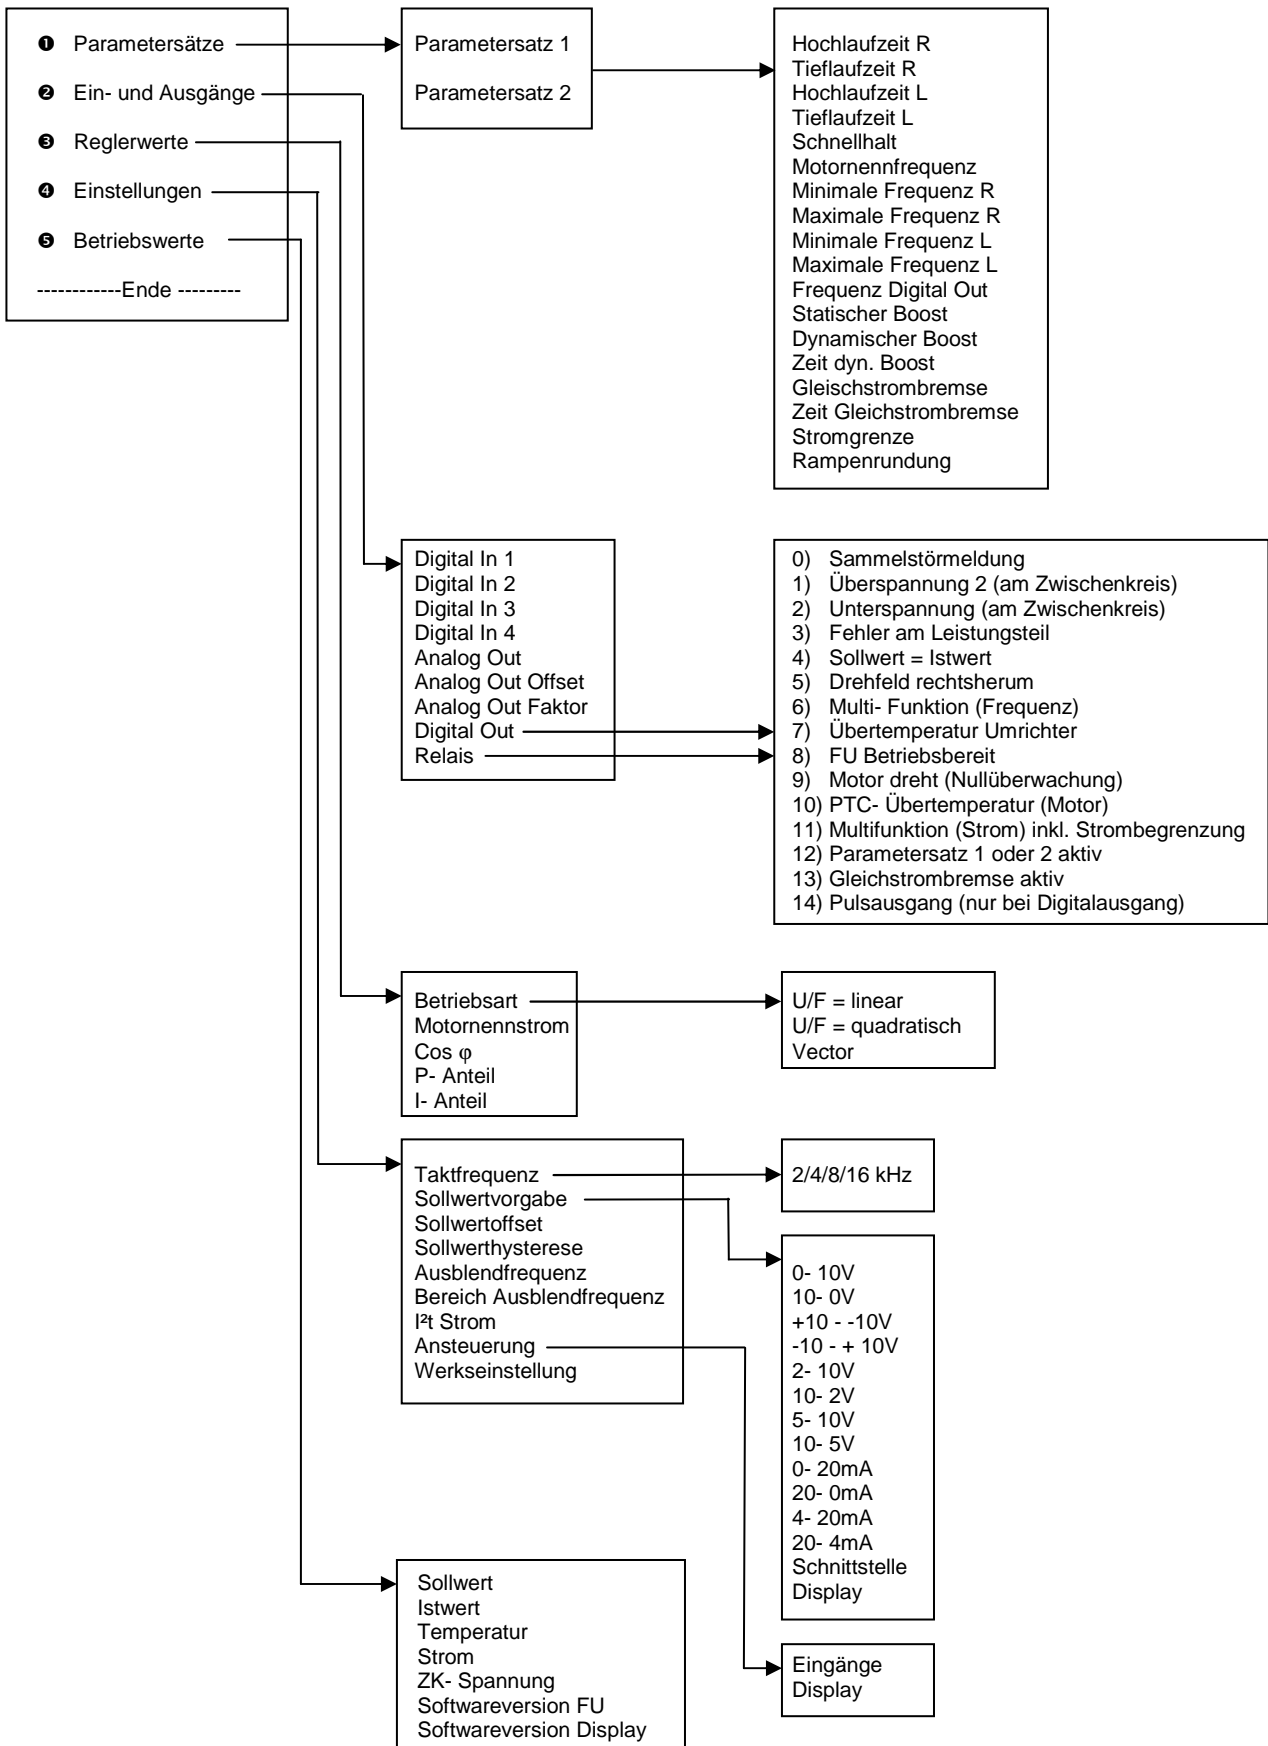 ❶ Parametersätze
❷ Ein- und Ausgänge
❸ Reglerwerte
❹ Einstellungen
❺ Betriebswerte
------------Ende ---------
Parametersatz 1
Parametersatz 2
Hochlaufzeit R
Tieflaufzeit R
Hochlaufzeit L
Tieflaufzeit L
Schnellhalt
Motornennfrequenz
Minimale Frequenz R
Maximale Frequenz R
Minimale Frequenz L
Maximale Frequenz L
Frequenz Digital Out
Statischer Boost
Dynamischer Boost
Zeit dyn. Boost
Gleischstrombremse
Zeit Gleichstrombremse
Stromgrenze
Rampenrundung
Digital In 1
Digital In 2
Digital In 3
Digital In 4
Analog Out
Analog Out Offset
Analog Out Faktor
Digital Out
Relais
0) Sammelstörmeldung
1) Überspannung 2 (am Zwischenkreis)
2) Unterspannung (am Zwischenkreis)
3) Fehler am Leistungsteil
4) Sollwert = Istwert
5) Drehfeld rechtsherum
6) Multi- Funktion (Frequenz)
7) Übertemperatur Umrichter
8) FU Betriebsbereit
9) Motor dreht (Nullüberwachung)
10) PTC- Übertemperatur (Motor)
11) Multifunktion (Strom) inkl. Strombegrenzung
12) Parametersatz 1 oder 2 aktiv
13) Gleichstrombremse aktiv
14) Pulsausgang (nur bei Digitalausgang)
Betriebsart
Motornennstrom
Cos φ
P- Anteil
I- Anteil
U/F = linear
U/F = quadratisch
Vector
Taktfrequenz
Sollwertvorgabe
Sollwertoffset
Sollwerthysterese
Ausblendfrequenz
Bereich Ausblendfrequenz
I²t Strom
Ansteuerung
Werkseinstellung
2/4/8/16 kHz
0- 10V
10- 0V
+10 - -10V
-10 - + 10V
2- 10V
10- 2V
5- 10V
10- 5V
0- 20mA
20- 0mA
4- 20mA
20- 4mA
Schnittstelle
Display
Sollwert
Istwert
Temperatur
Strom
ZK- Spannung
Softwareversion FU
Softwareversion Display
Eingänge
Display